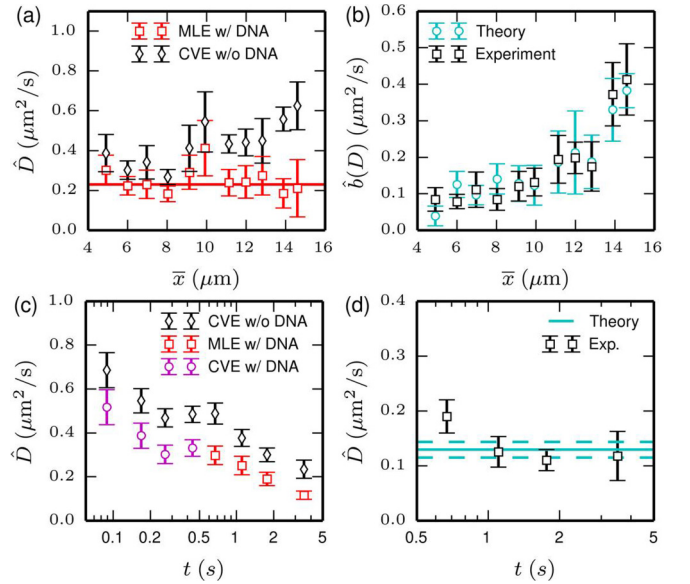 (a)
1.0
0.8
0.6
0.4
0.2
0.0
D̂ (μm²/s)
MLE w/ DNA
CVE w/o DNA
4 6 8 10 12 14 16
x̄ (μm)
(b)
0.6
0.5
0.4
0.3
0.2
0.1
0.0
b̂(D) (μm²/s)
Theory
Experiment
4 6 8 10 12 14 16
x̄ (μm)
(c)
1.0
0.8
0.6
0.4
0.2
0.0
D̂ (μm²/s)
CVE w/o DNA
MLE w/ DNA
CVE w/ DNA
0.1 0.2 0.5 1 2 5
t (s)
(d)
0.3
0.2
0.1
0.0
D̂ (μm²/s)
Theory
Exp.
0.5 1 2 5
t (s)